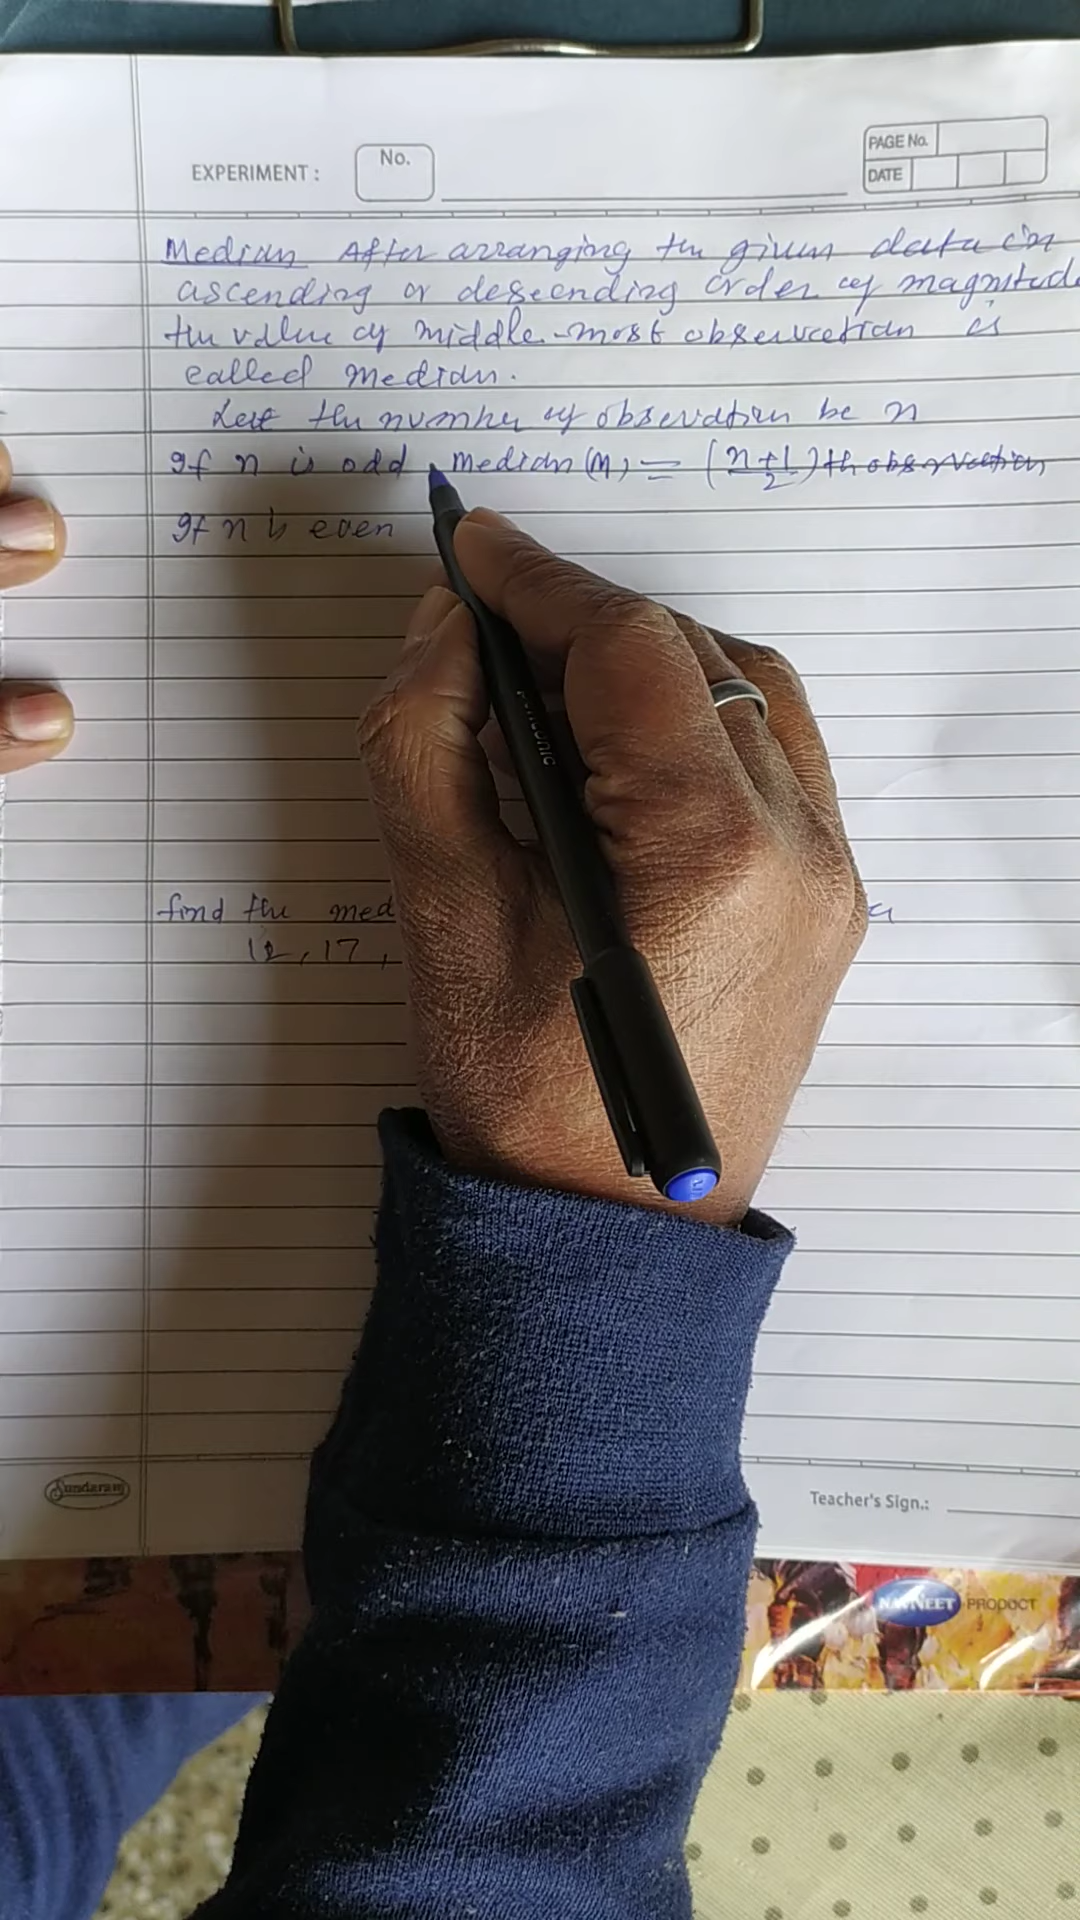 EXPERIMENT :
No.
PAGE No.
DATE
Median After arranging the given data in
ascending or descending order of magnitude
the value of middle-most observation is
called median.
Let the number of observation be n
If n is odd, median (M) = (n+1/2)th observation
If n is even
find the med
12, 17,
Sundaram
Teacher's Sign.:
NAVNEET PRODUCT